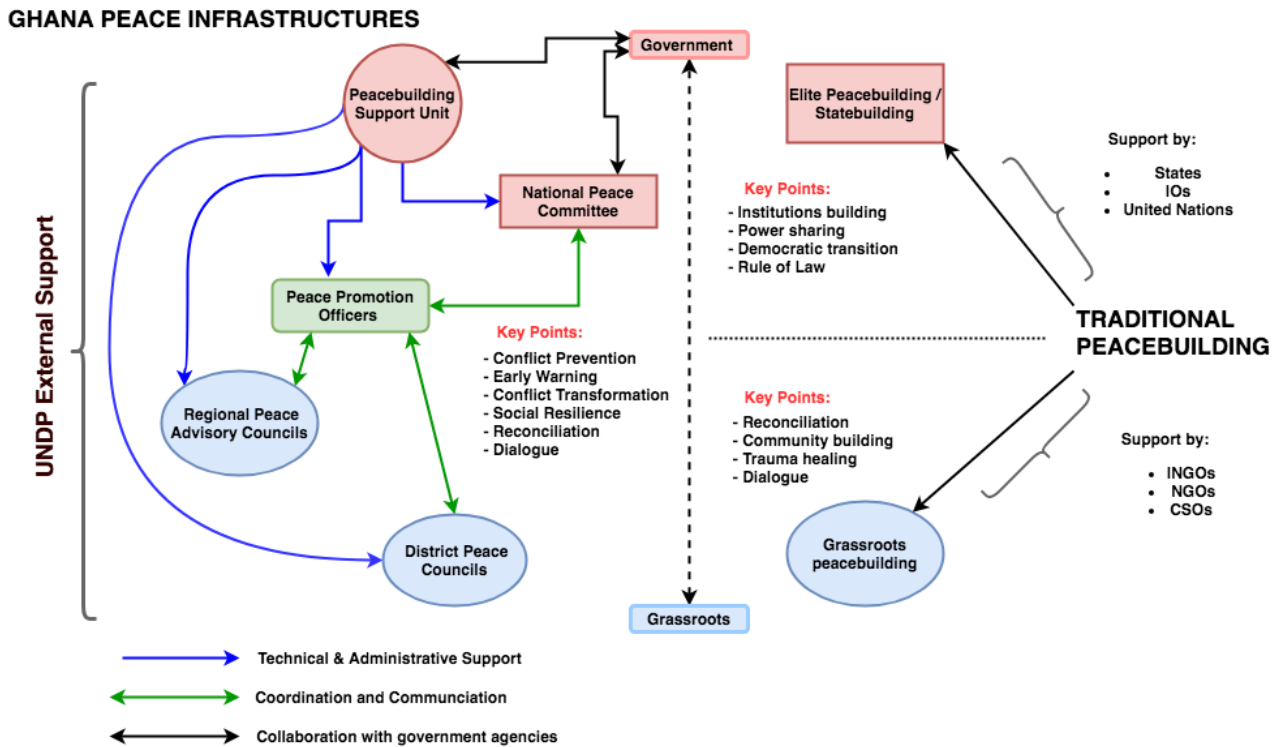 GHANA PEACE INFRASTRUCTURES
UNDP External Support
Peacebuilding
Support Unit
Government
National Peace
Committee
Peace Promotion
Officers
Regional Peace
Advisory Councils
District Peace
Councils
Key Points:
- Conflict Prevention
- Early Warning
- Conflict Transformation
- Social Resilience
- Reconciliation
- Dialogue
Grassroots
Elite Peacebuilding /
Statebuilding
Key Points:
- Institutions building
- Power sharing
- Democratic transition
- Rule of Law
Support by:
• States
• IOs
• United Nations
TRADITIONAL
PEACEBUILDING
Key Points:
- Reconciliation
- Community building
- Trauma healing
- Dialogue
Support by:
• INGOs
• NGOs
• CSOs
Grassroots
peacebuilding
Technical & Administrative Support
Coordination and Communciation
Collaboration with government agencies